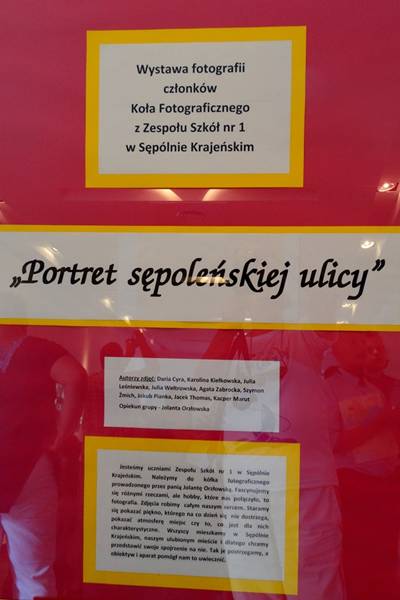 Wystawa fotografii
członków
Koła Fotograficznego
z Zespołu Szkół nr 1
w Sępólnie Krajeńskim
„Portret sępoleńskiej ulicy”
Autorzy zdjęć: Daria Cyra, Karolina Kiełkowska, Julia
Leśniewska, Julia Wałtrowska, Agata Zabrocka, Szymon
Żmich, Jakub Pianka, Jacek Thomas, Kacper Murut
Opiekun grupy - Jolanta Orzłowska
Jesteśmy uczniami Zespołu Szkół nr 1 w Sępólnie
Krajeńskim. Należymy do kółka fotograficznego
prowadzonego przez panią Jolantę Orzłowską. Fascynujemy
się różnymi rzeczami, ale hobby, które nas połączyło, to
fotografia. Zdjęcia robimy całym naszym sercem. Staramy
się pokazać piękno, którego na co dzień się nie dostrzega,
pokazać atmosferę miejsc czy to, co jest dla nich
charakterystyczne. Wszyscy mieszkamy w Sępólnie
Krajeńskim, naszym ulubionym mieście i dlatego chcemy
przedstawić swoje spojrzenie na nie. Tak je postrzegamy, a
obiektyw i aparat pomógł nam to uwiecznić.